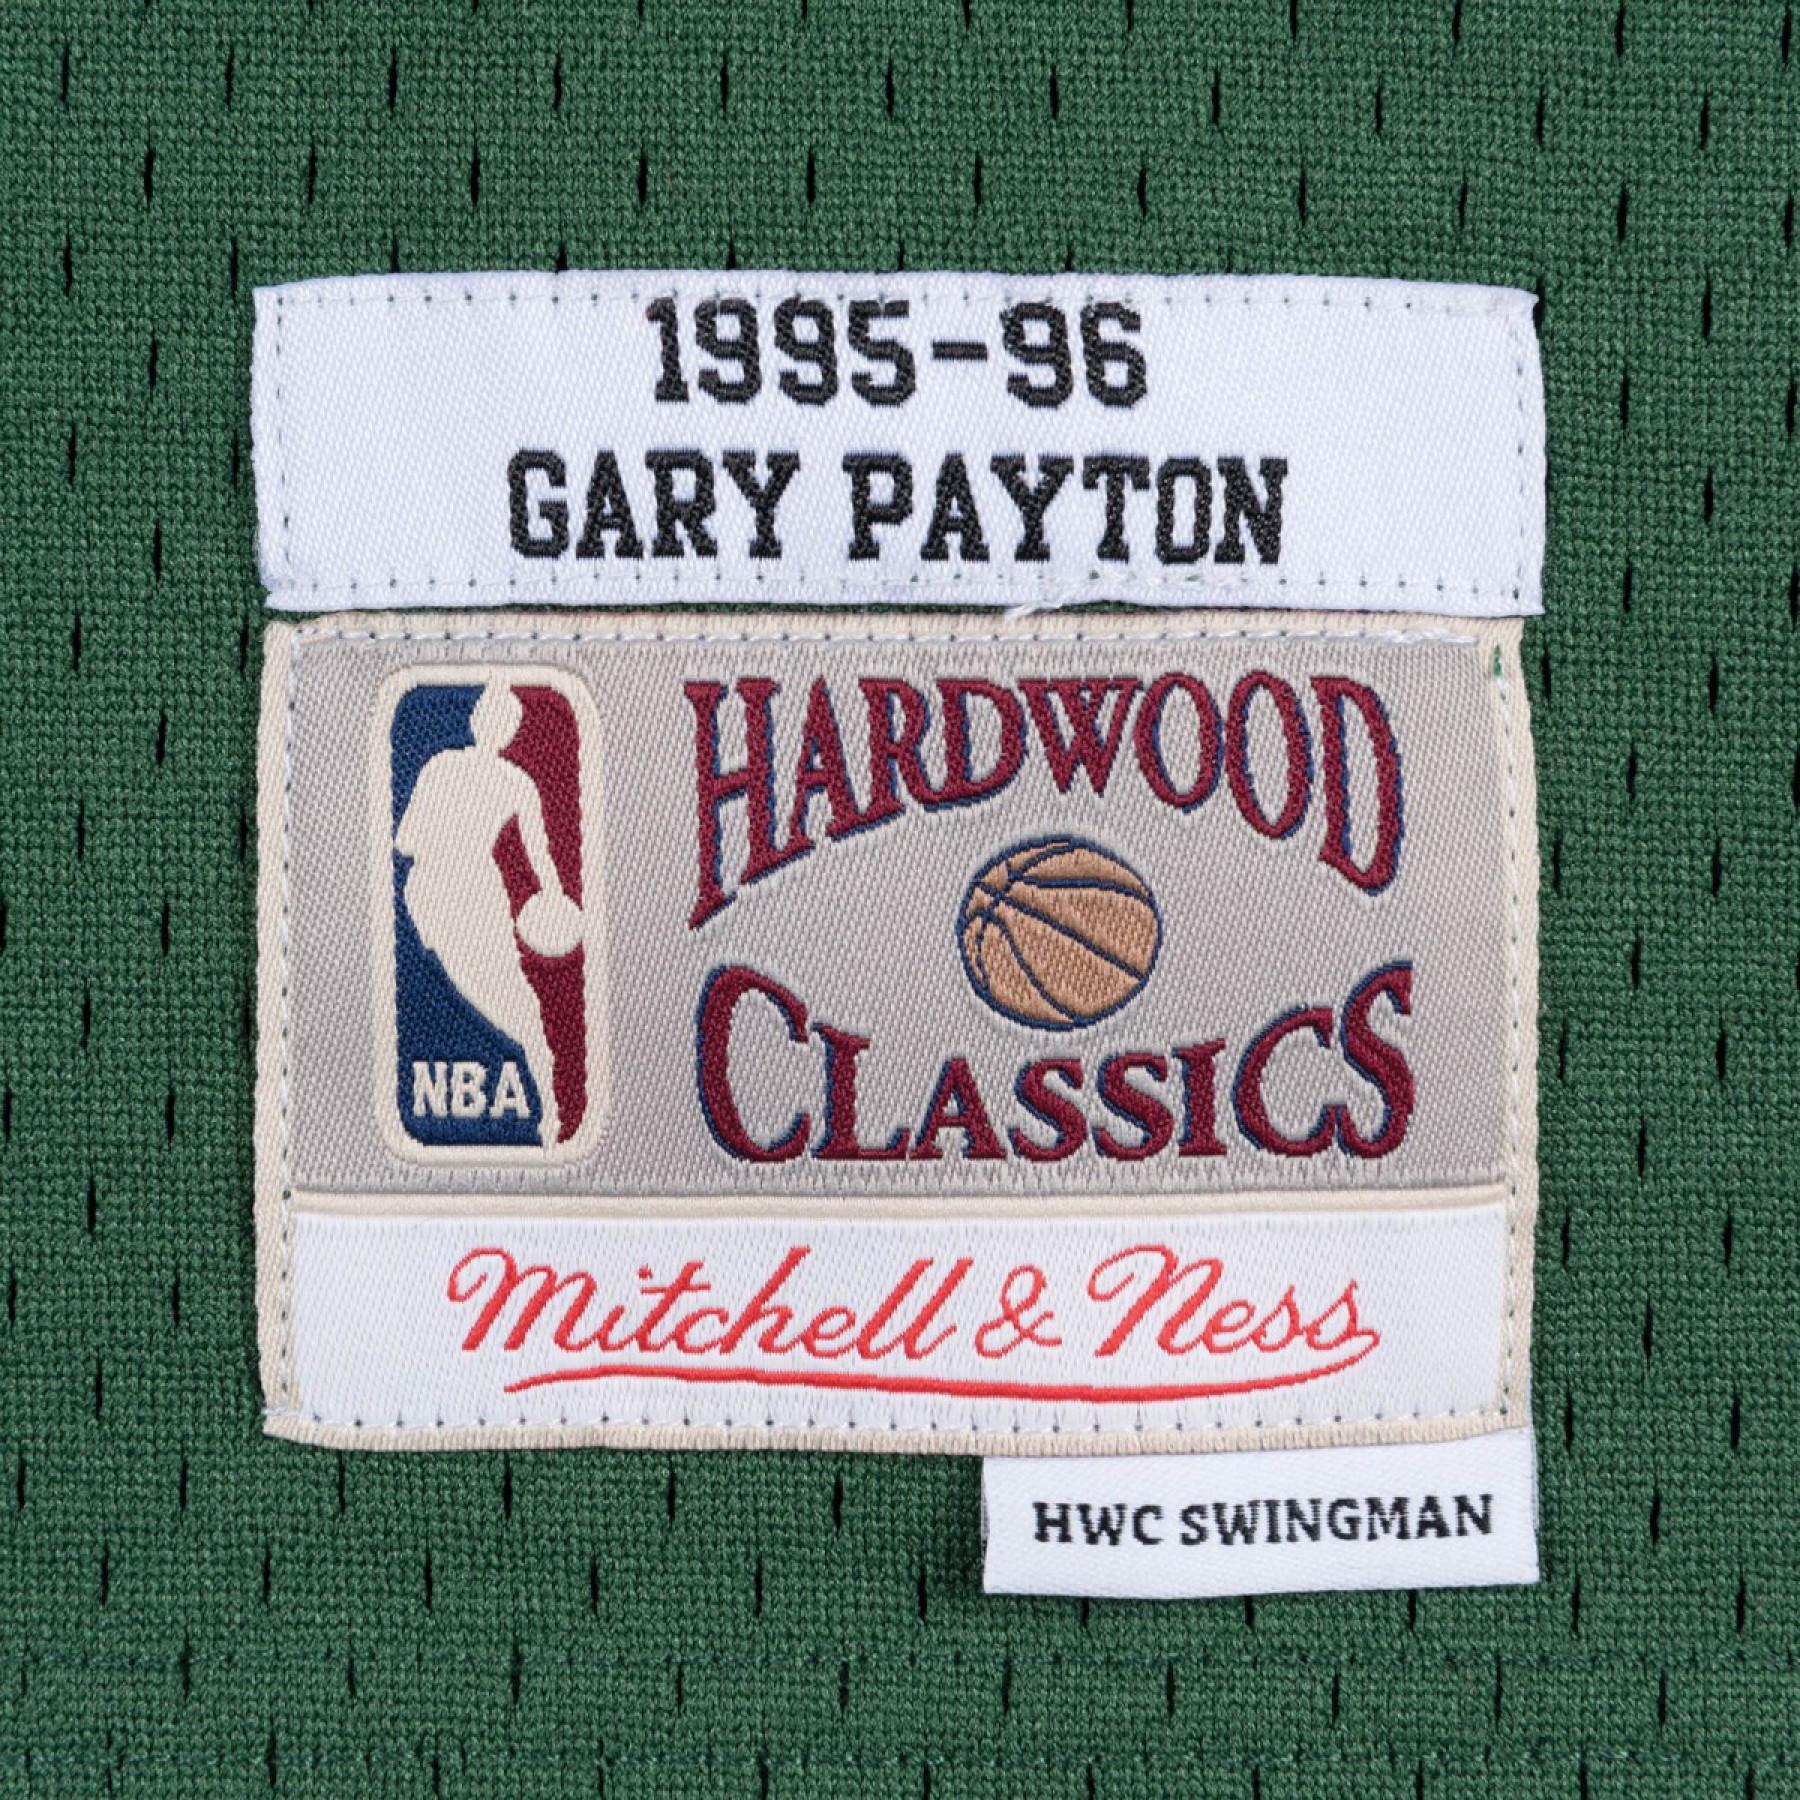 1995-96
GARY PAYTON
HARDWOOD
CLASSICS
NBA
Mitchell & Ness
HWC SWINGMAN